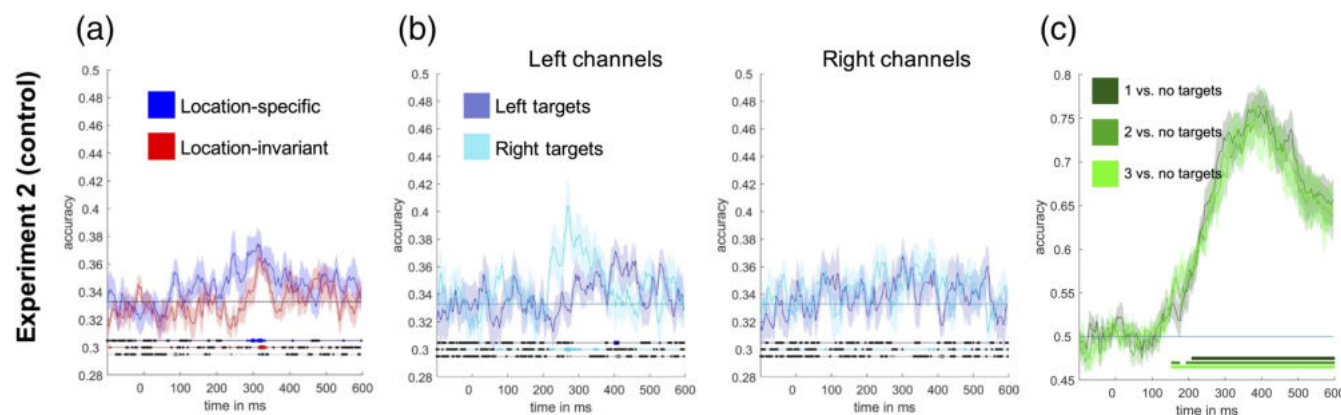 Experiment 2 (control)
(a)
0.5
0.48
0.46
0.44
0.42
0.4
0.38
0.36
0.34
0.32
0.3
0.28
accuracy
Location-specific
Location-invariant
0 100 200 300 400 500 600
time in ms
(b)
Left channels
0.5
0.48
0.46
0.44
0.42
0.4
0.38
0.36
0.34
0.32
0.3
0.28
accuracy
Left targets
Right targets
0 100 200 300 400 500 600
time in ms
Right channels
0.5
0.48
0.46
0.44
0.42
0.4
0.38
0.36
0.34
0.32
0.3
0.28
accuracy
0 100 200 300 400 500 600
time in ms
(c)
0.8
0.75
0.7
0.65
0.6
0.55
0.5
0.45
accuracy
1 vs. no targets
2 vs. no targets
3 vs. no targets
0 100 200 300 400 500 600
time in ms